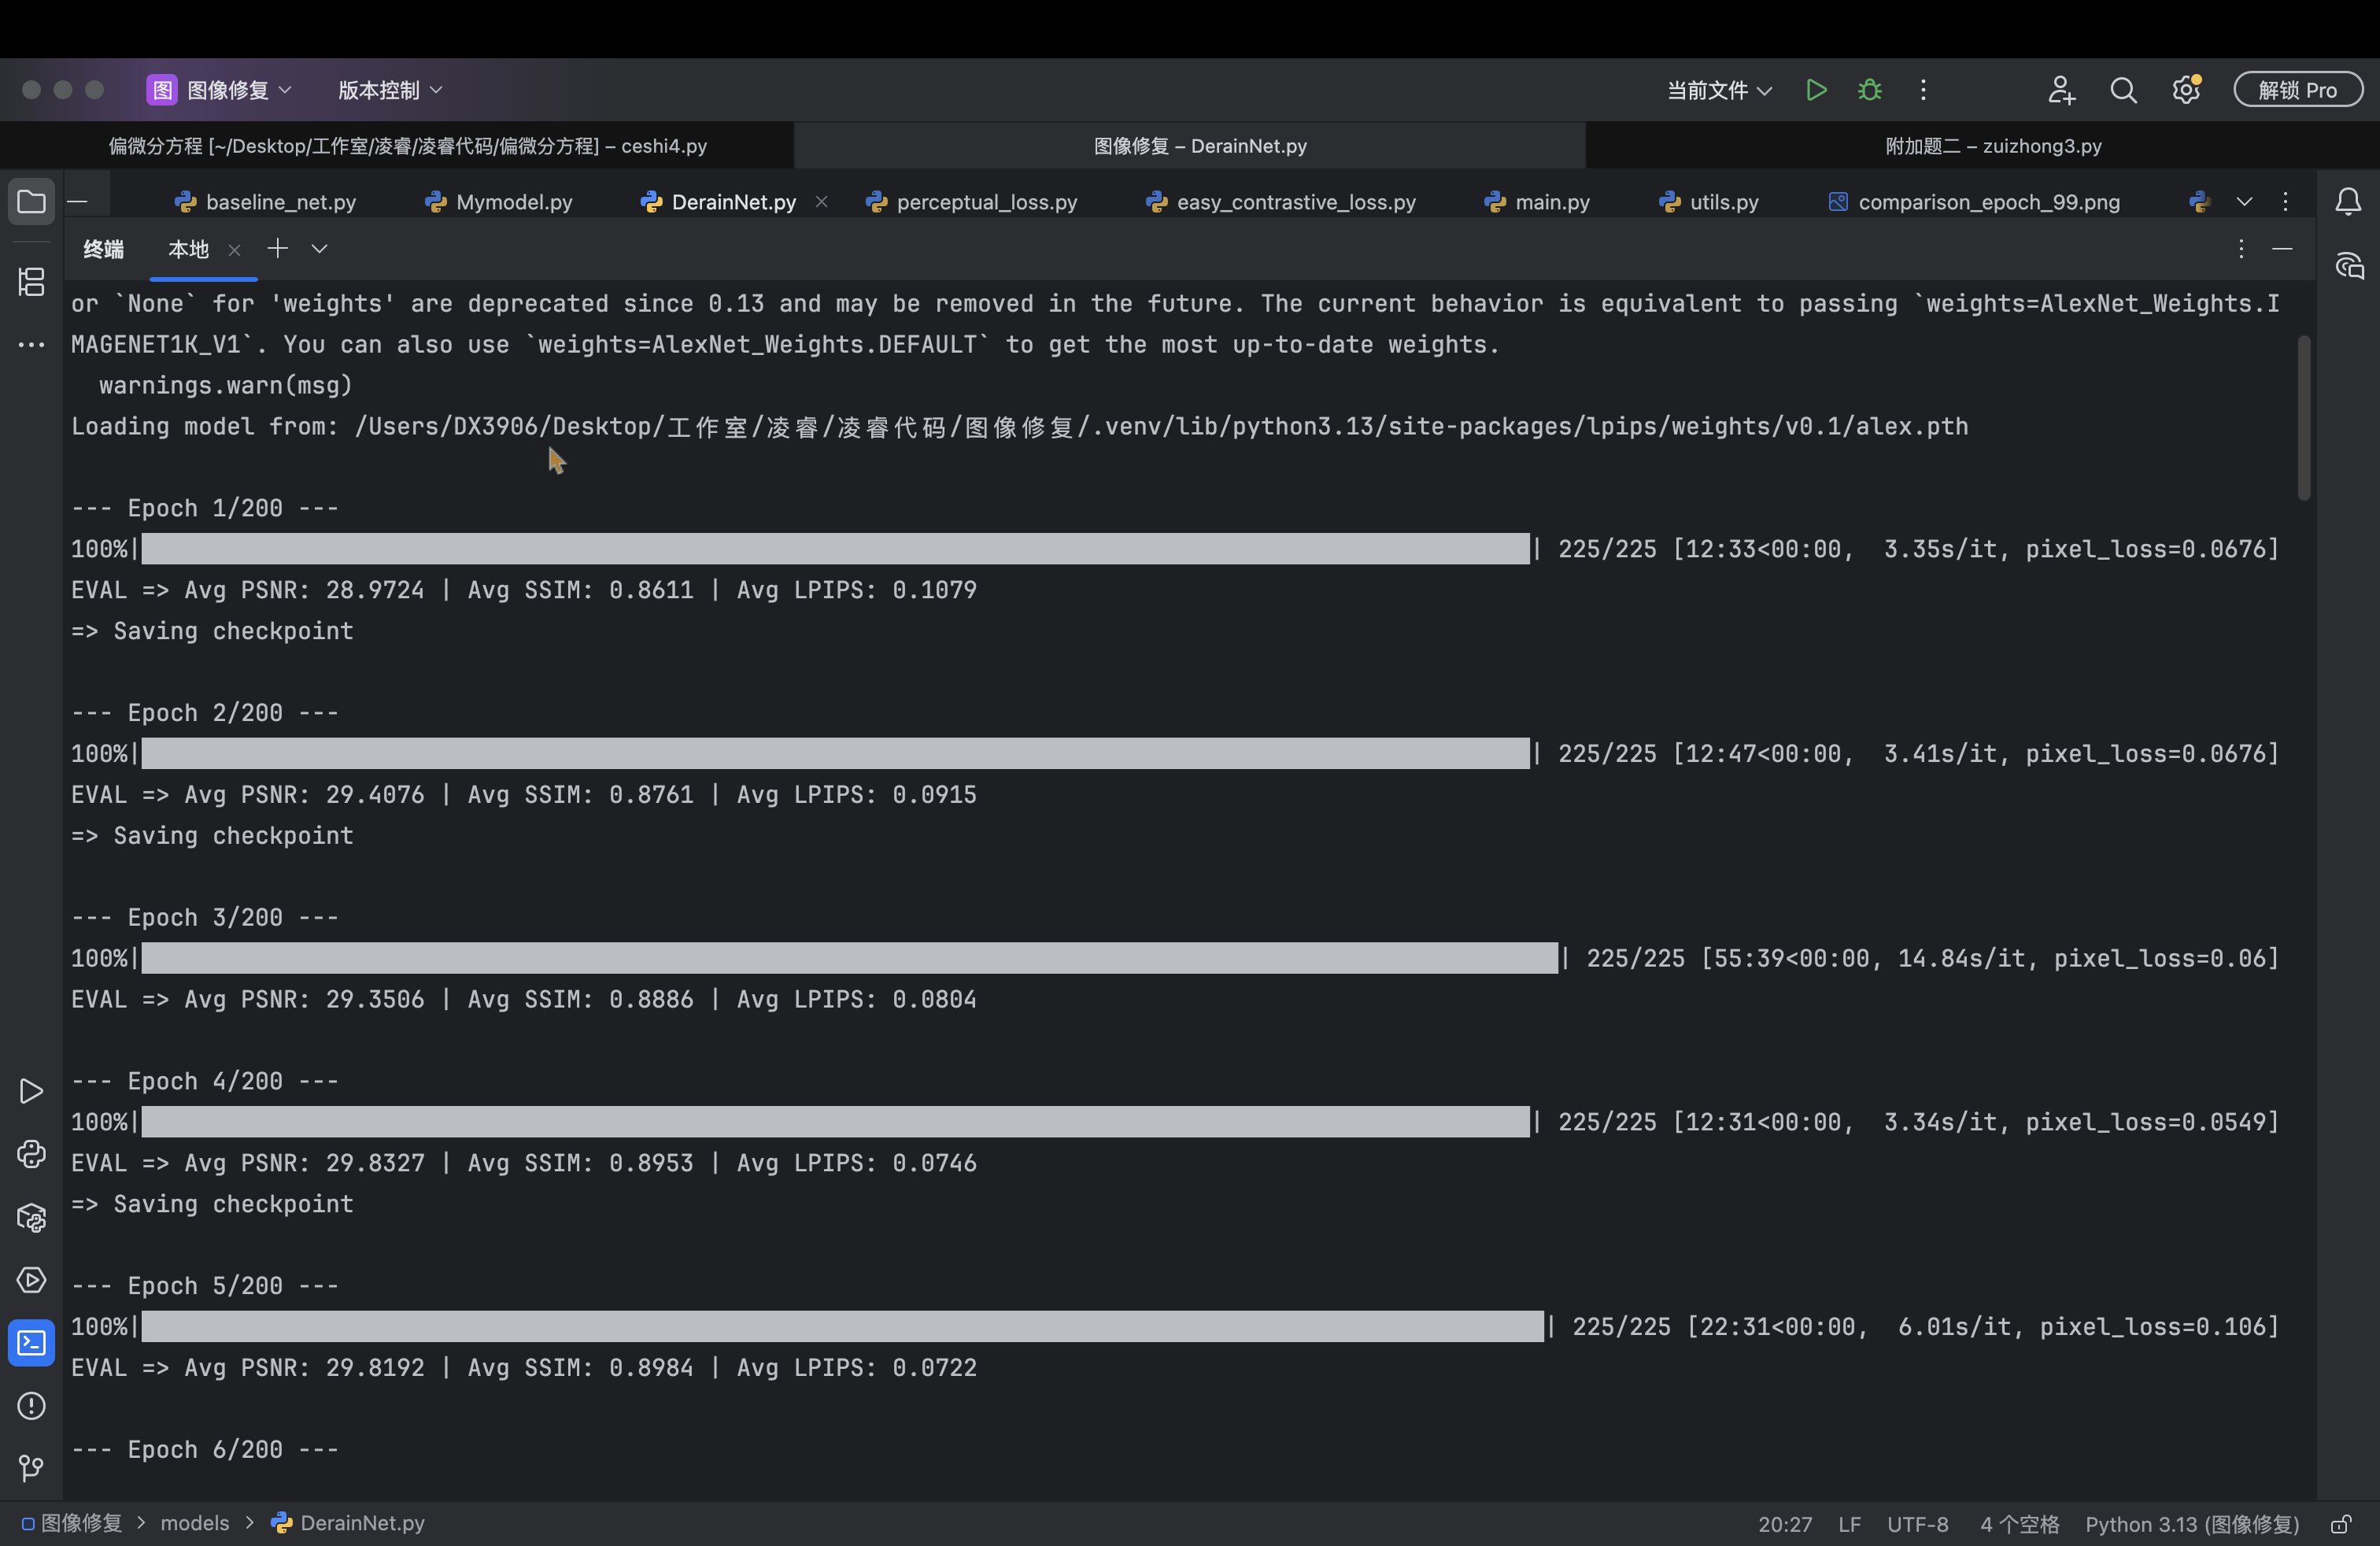 图 图像修复 版本控制 当前文件 解锁 Pro
偏微分方程 [~/Desktop/工作室/凌睿/凌睿代码/偏微分方程] – ceshi4.py 图像修复 – DerainNet.py 附加题二 – zuizhong3.py
baseline_net.py Mymodel.py DerainNet.py perceptual_loss.py easy_contrastive_loss.py main.py utils.py comparison_epoch_99.png
终端 本地
or `None` for 'weights' are deprecated since 0.13 and may be removed in the future. The current behavior is equivalent to passing `weights=AlexNet_Weights.I
MAGENET1K_V1`. You can also use `weights=AlexNet_Weights.DEFAULT` to get the most up-to-date weights.
  warnings.warn(msg)
Loading model from: /Users/DX3906/Desktop/工作室/凌睿/凌睿代码/图像修复/.venv/lib/python3.13/site-packages/lpips/weights/v0.1/alex.pth
--- Epoch 1/200 ---
100%| | 225/225 [12:33<00:00,  3.35s/it, pixel_loss=0.0676]
EVAL => Avg PSNR: 28.9724 | Avg SSIM: 0.8611 | Avg LPIPS: 0.1079
=> Saving checkpoint
--- Epoch 2/200 ---
100%| | 225/225 [12:47<00:00,  3.41s/it, pixel_loss=0.0676]
EVAL => Avg PSNR: 29.4076 | Avg SSIM: 0.8761 | Avg LPIPS: 0.0915
=> Saving checkpoint
--- Epoch 3/200 ---
100%| | 225/225 [55:39<00:00, 14.84s/it, pixel_loss=0.06]
EVAL => Avg PSNR: 29.3506 | Avg SSIM: 0.8886 | Avg LPIPS: 0.0804
--- Epoch 4/200 ---
100%| | 225/225 [12:31<00:00,  3.34s/it, pixel_loss=0.0549]
EVAL => Avg PSNR: 29.8327 | Avg SSIM: 0.8953 | Avg LPIPS: 0.0746
=> Saving checkpoint
--- Epoch 5/200 ---
100%| | 225/225 [22:31<00:00,  6.01s/it, pixel_loss=0.106]
EVAL => Avg PSNR: 29.8192 | Avg SSIM: 0.8984 | Avg LPIPS: 0.0722
--- Epoch 6/200 ---
图像修复 > models > DerainNet.py 20:27 LF UTF-8 4 个空格 Python 3.13 (图像修复)